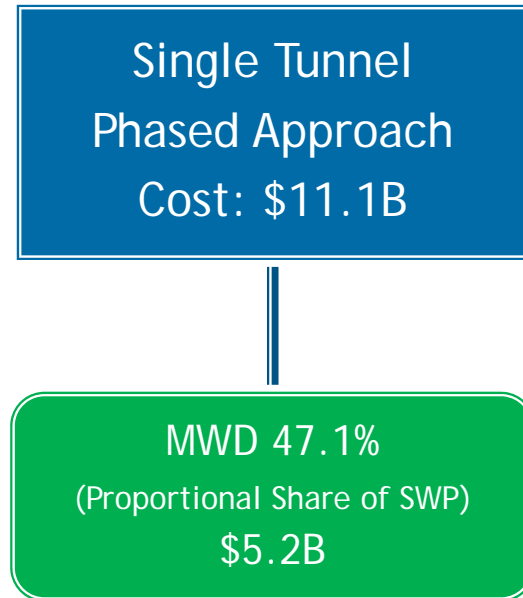 Single Tunnel
Phased Approach
Cost: $11.1B
MWD 47.1%
(Proportional Share of SWP)
$5.2B